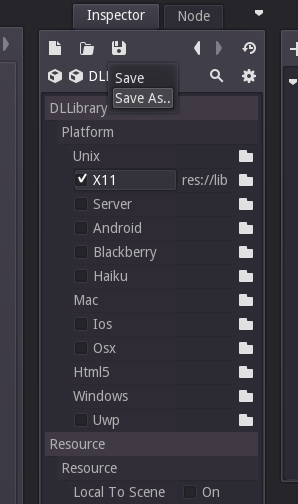 Inspector
Node
DLL
Save
Save As..
DLLibrary
Platform
Unix
X11
res://lib
Server
Android
Blackberry
Haiku
Mac
Ios
Osx
Html5
Windows
Uwp
Resource
Resource
Local To Scene
On